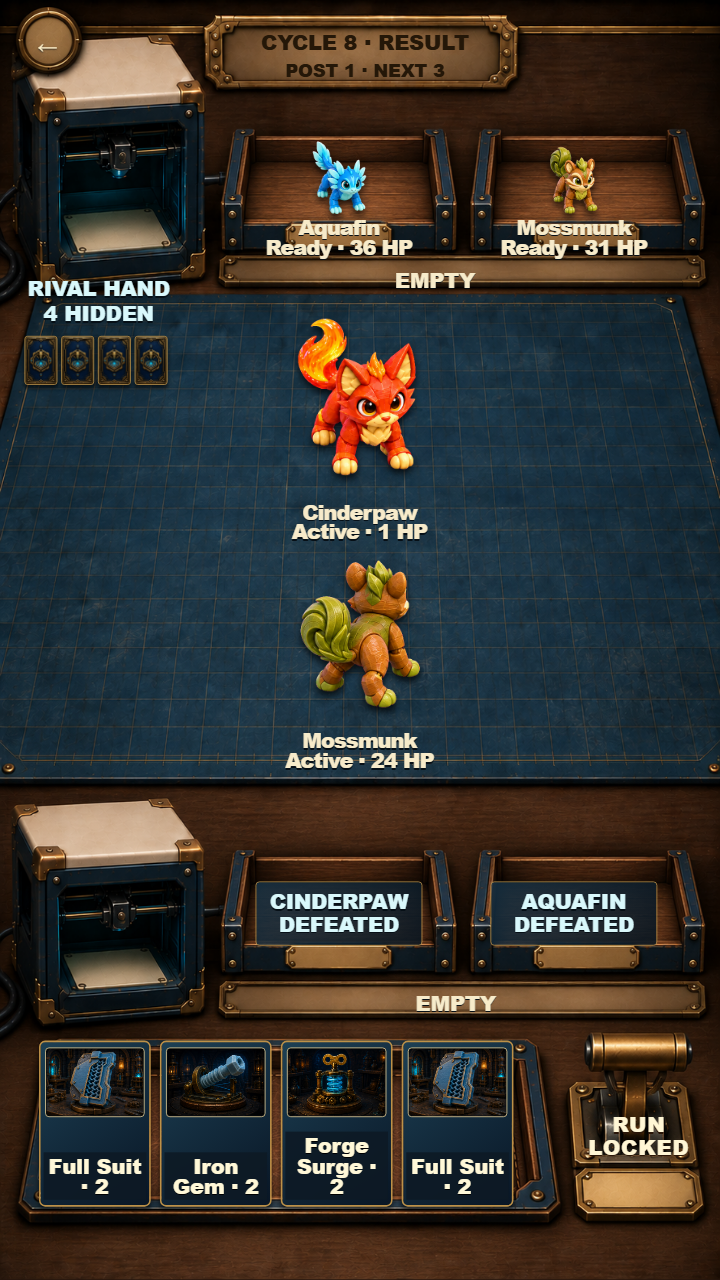 ←
CYCLE 8 · RESULT
POST 1 · NEXT 3
Aquafin
Ready · 36 HP
Mossmunk
Ready · 31 HP
EMPTY
RIVAL HAND
4 HIDDEN
Cinderpaw
Active · 1 HP
Mossmunk
Active · 24 HP
CINDERPAW
DEFEATED
AQUAFIN
DEFEATED
EMPTY
Full Suit
· 2
Iron
Gem · 2
Forge
Surge ·
2
Full Suit
· 2
RUN
LOCKED